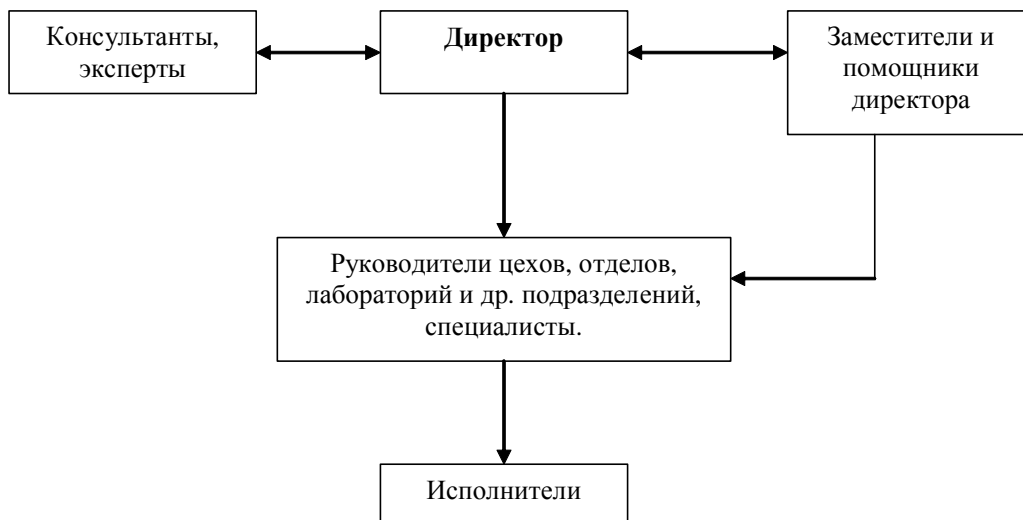 Консультанты,
эксперты
Директор
Заместители и
помощники
директора
Руководители цехов, отделов,
лабораторий и др. подразделений,
специалисты.
Исполнители